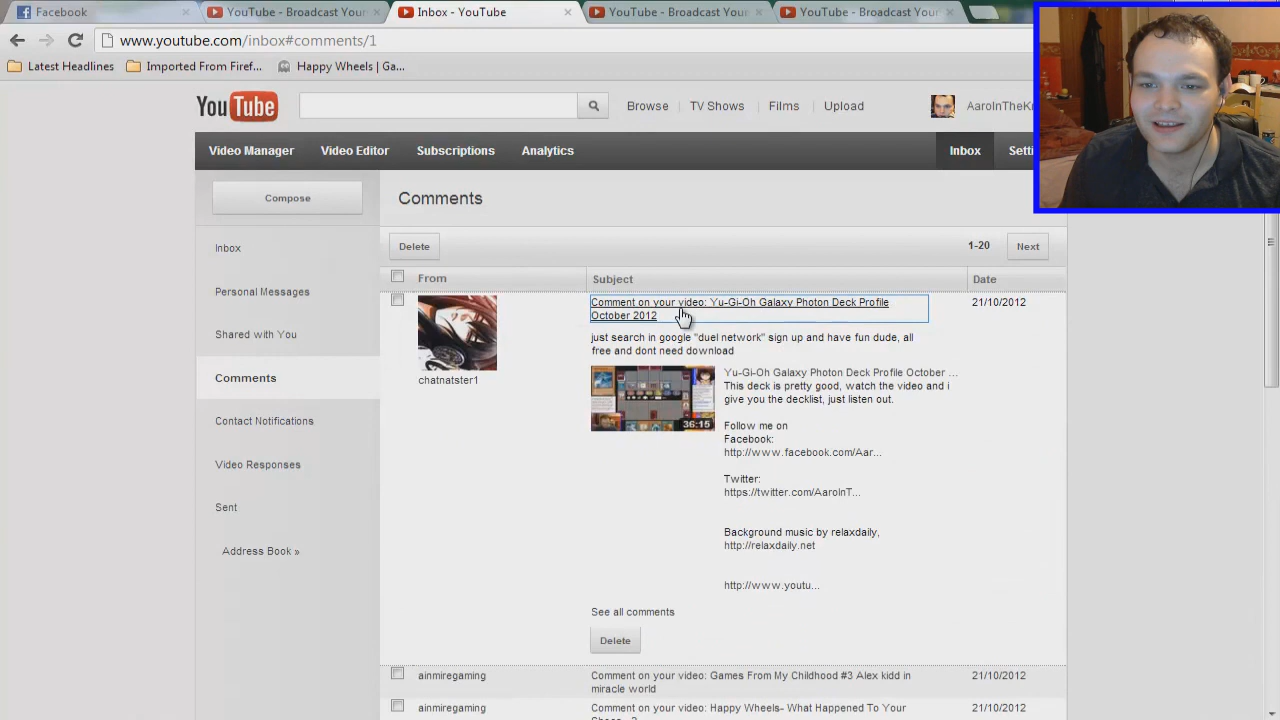 Facebook
YouTube - Broadcast Your
Inbox - YouTube
YouTube - Broadcast Your
YouTube - Broadcast Your
www.youtube.com/inbox#comments/1
Latest Headlines
Imported From Firef...
Happy Wheels | Ga...
YouTube
Browse
TV Shows
Films
Upload
AaroInTheKn
Video Manager
Video Editor
Subscriptions
Analytics
Inbox
Setti
Compose
Comments
Inbox
Personal Messages
Shared with You
Comments
Contact Notifications
Video Responses
Sent
Address Book »
Delete
1-20
Next
From
Subject
Date
chatnatster1
Comment on your video: Yu-Gi-Oh Galaxy Photon Deck Profile
October 2012
21/10/2012
just search in google "duel network" sign up and have fun dude, all
free and dont need download
36:15
Yu-Gi-Oh Galaxy Photon Deck Profile October ...
This deck is pretty good, watch the video and i
give you the decklist, just listen out.
Follow me on
Facebook:
http://www.facebook.com/Aar...
Twitter:
https://twitter.com/AaroInT...
Background music by relaxdaily,
http://relaxdaily.net
http://www.youtu...
See all comments
Delete
ainmiregaming
Comment on your video: Games From My Childhood #3 Alex kidd in
miracle world
21/10/2012
ainmiregaming
Comment on your video: Happy Wheels- What Happened To Your
21/10/2012